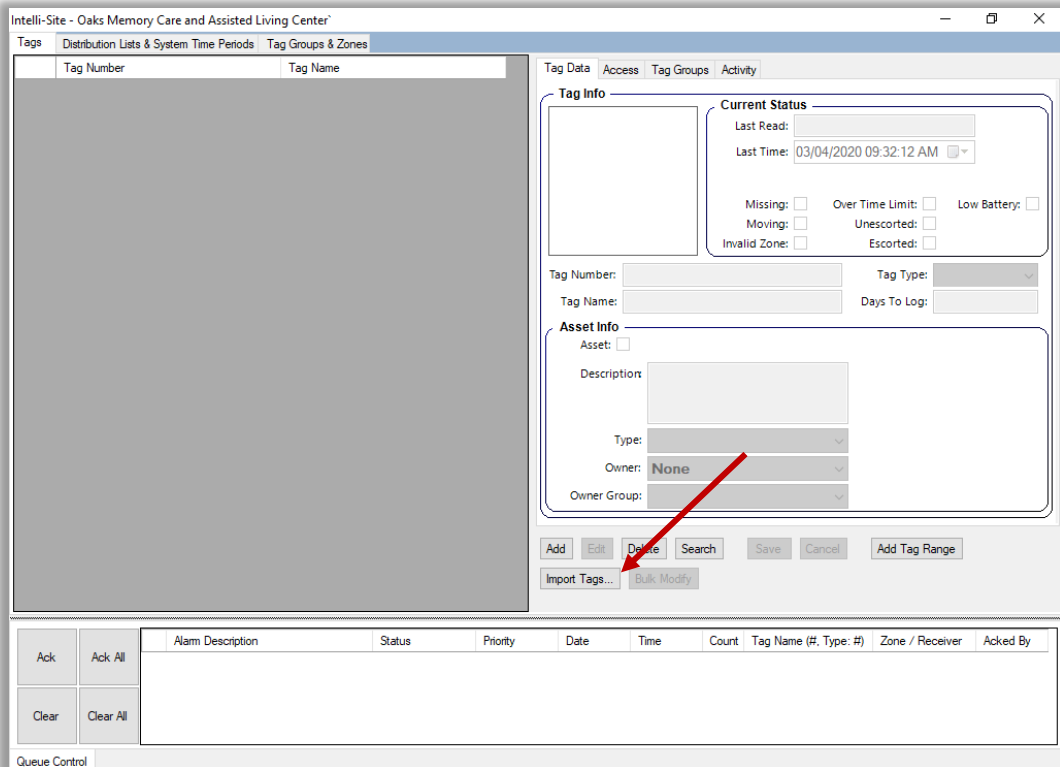 Intelli-Site - Oaks Memory Care and Assisted Living Center`
Tags Distribution Lists & System Time Periods Tag Groups & Zones
Tag Number Tag Name
Tag Data Access Tag Groups Activity
Tag Info
Current Status
Last Read:
Last Time: 03/04/2020 09:32:12 AM
Missing: Over Time Limit: Low Battery:
Moving: Unescorted:
Invalid Zone: Escorted:
Tag Number: Tag Type:
Tag Name: Days To Log:
Asset Info
Asset:
Description:
Type:
Owner: None
Owner Group:
Add Edit Delete Search Save Cancel Add Tag Range
Import Tags... Bulk Modify
Ack Ack All
Clear Clear All
Alarm Description Status Priority Date Time Count Tag Name (#, Type: #) Zone / Receiver Acked By
Queue Control